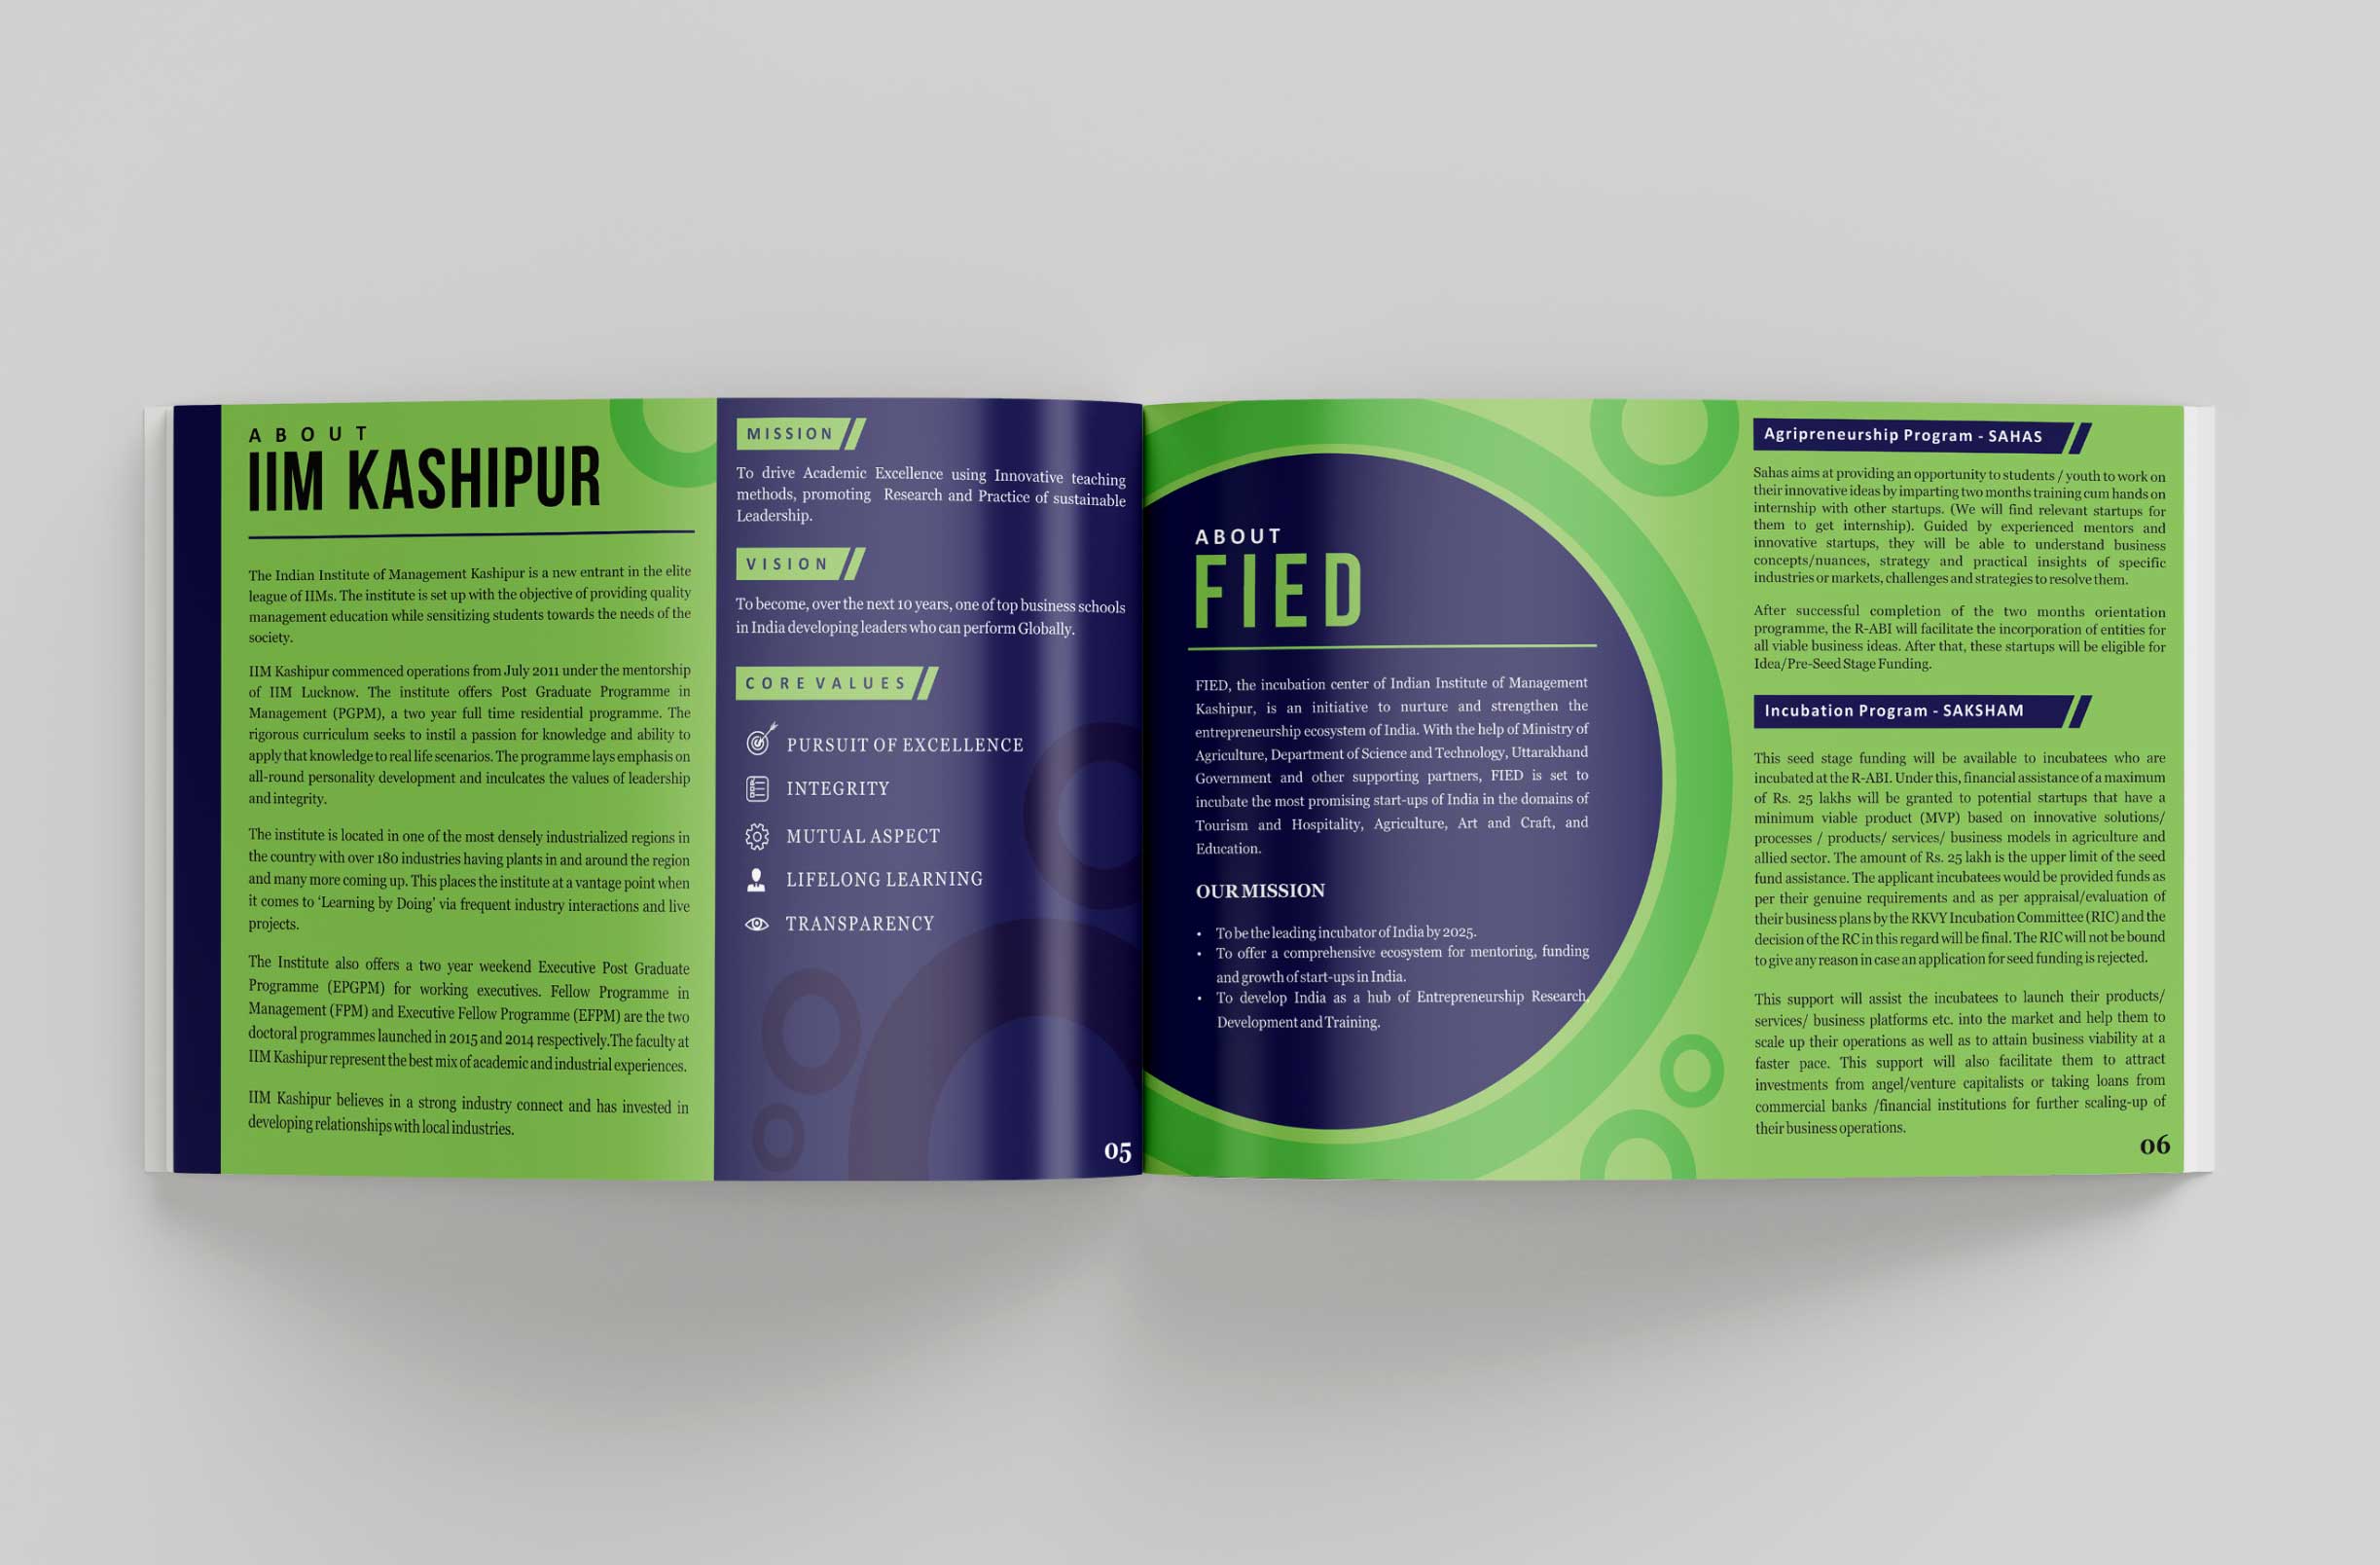 ABOUT
IIM KASHIPUR
The Indian Institute of Management Kashipur is a new entrant in the elite
league of IIMs. The institute is set up with the objective of providing quality
management education while sensitizing students towards the needs of the
society.
IIM Kashipur commenced operations from July 2011 under the mentorship
of IIM Lucknow. The institute offers Post Graduate Programme in
Management (PGPM), a two year full time residential programme. The
rigorous curriculum seeks to instil a passion for knowledge and ability to
apply that knowledge to real life scenarios. The programme lays emphasis on
all-round personality development and inculcates the values of leadership
and integrity.
The institute is located in one of the most densely industrialized regions in
the country with over 180 industries having plants in and around the region
and many more coming up. This places the institute at a vantage point when
it comes to ‘Learning by Doing’ via frequent industry interactions and live
projects.
The Institute also offers a two year weekend Executive Post Graduate
Programme (EPGPM) for working executives. Fellow Programme in
Management (FPM) and Executive Fellow Programme (EFPM) are the two
doctoral programmes launched in 2015 and 2014 respectively.The faculty at
IIM Kashipur represent the best mix of academic and industrial experiences.
IIM Kashipur believes in a strong industry connect and has invested in
developing relationships with local industries.
MISSION
To drive Academic Excellence using Innovative teaching
methods, promoting Research and Practice of sustainable
Leadership.
VISION
To become, over the next 10 years, one of top business schools
in India developing leaders who can perform Globally.
CORE VALUES
PURSUIT OF EXCELLENCE
INTEGRITY
MUTUAL ASPECT
LIFELONG LEARNING
TRANSPARENCY
05
ABOUT
FIED
FIED, the incubation center of Indian Institute of Management
Kashipur, is an initiative to nurture and strengthen the
entrepreneurship ecosystem of India. With the help of Ministry of
Agriculture, Department of Science and Technology, Uttarakhand
Government and other supporting partners, FIED is set to
incubate the most promising start-ups of India in the domains of
Tourism and Hospitality, Agriculture, Art and Craft, and
Education.
OUR MISSION
• To be the leading incubator of India by 2025.
• To offer a comprehensive ecosystem for mentoring, funding
and growth of start-ups in India.
• To develop India as a hub of Entrepreneurship Research,
Development and Training.
Agripreneurship Program - SAHAS
Sahas aims at providing an opportunity to students / youth to work on
their innovative ideas by imparting two months training cum hands on
internship with other startups. (We will find relevant startups for
them to get internship). Guided by experienced mentors and
innovative startups, they will be able to understand business
concepts/nuances, strategy and practical insights of specific
industries or markets, challenges and strategies to resolve them.
After successful completion of the two months orientation
programme, the R-ABI will facilitate the incorporation of entities for
all viable business ideas. After that, these startups will be eligible for
Idea/Pre-Seed Stage Funding.
Incubation Program - SAKSHAM
This seed stage funding will be available to incubatees who are
incubated at the R-ABI. Under this, financial assistance of a maximum
of Rs. 25 lakhs will be granted to potential startups that have a
minimum viable product (MVP) based on innovative solutions/
processes / products/ services/ business models in agriculture and
allied sector. The amount of Rs. 25 lakh is the upper limit of the seed
fund assistance. The applicant incubatees would be provided funds as
per their genuine requirements and as per appraisal/evaluation of
their business plans by the RKVY Incubation Committee (RIC) and the
decision of the RC in this regard will be final. The RIC will not be bound
to give any reason in case an application for seed funding is rejected.
This support will assist the incubatees to launch their products/
services/ business platforms etc. into the market and help them to
scale up their operations as well as to attain business viability at a
faster pace. This support will also facilitate them to attract
investments from angel/venture capitalists or taking loans from
commercial banks /financial institutions for further scaling-up of
their business operations.
06